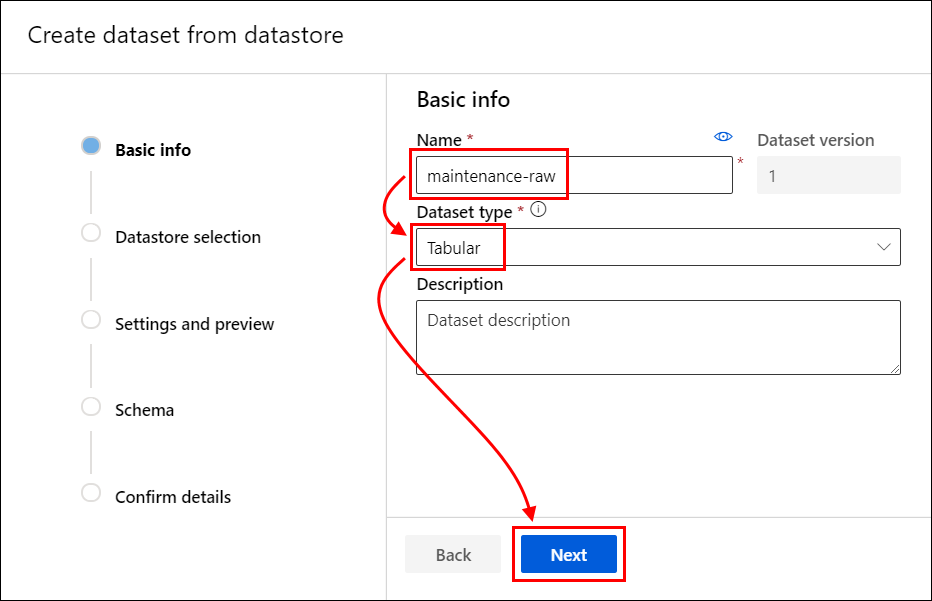 Create dataset from datastore
Basic info
Datastore selection
Settings and preview
Schema
Confirm details
Basic info
Name *
Dataset version
maintenance-raw
*
1
Dataset type *
Tabular
Description
Dataset description
Back
Next